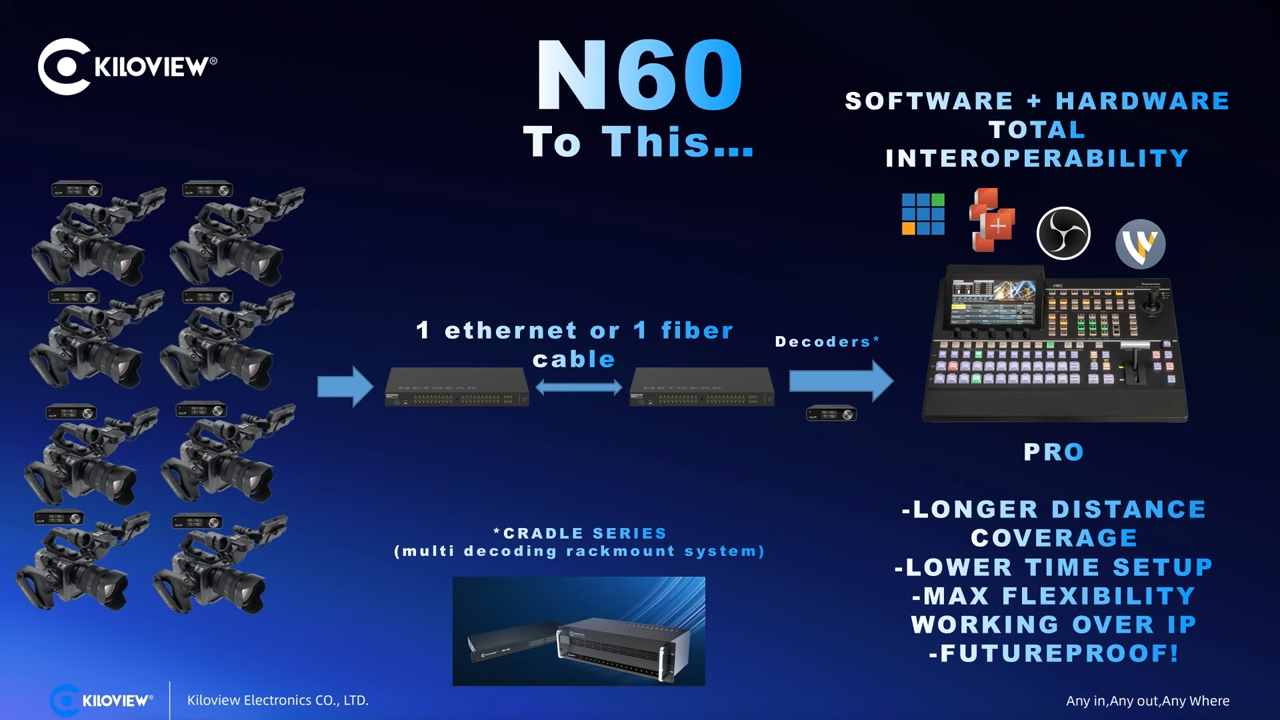 KILOVIEW®
N60
To This...
SOFTWARE + HARDWARE
TOTAL
INTEROPERABILITY
1 ethernet or 1 fiber
cable
Decoders*
NETGEAR
NETGEAR
PRO
-LONGER DISTANCE
COVERAGE
-LOWER TIME SETUP
-MAX FLEXIBILITY
WORKING OVER IP
-FUTUREPROOF!
*CRADLE SERIES
(multi decoding rackmount system)
KILOVIEW®
Kiloview Electronics CO., LTD.
Any in,Any out,Any Where